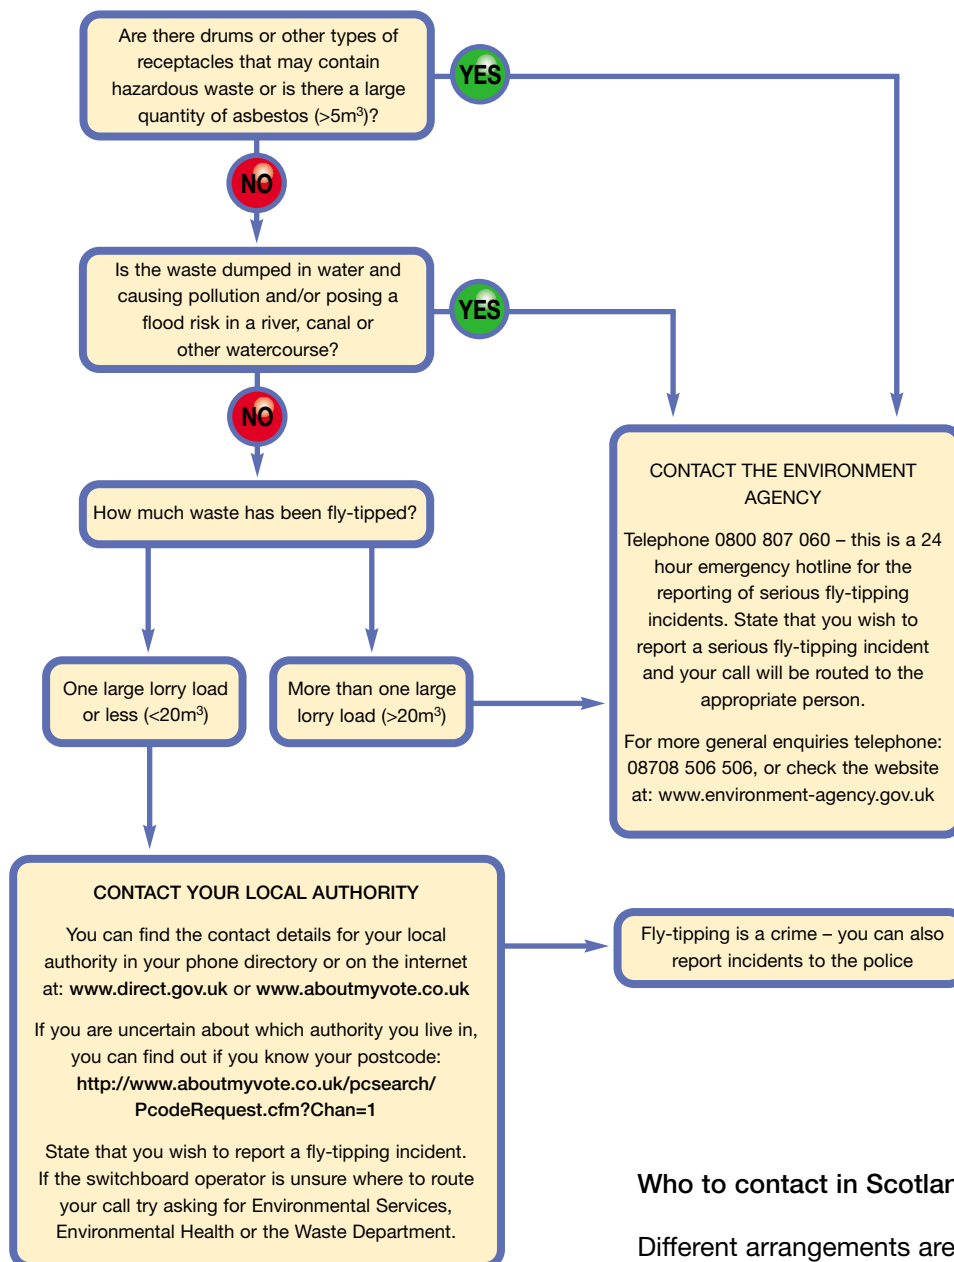 Are there drums or other types of
receptacles that may contain
hazardous waste or is there a large
quantity of asbestos (>5m³)?
YES
NO
Is the waste dumped in water and
causing pollution and/or posing a
flood risk in a river, canal or
other watercourse?
YES
NO
How much waste has been fly-tipped?
One large lorry load
or less (<20m³)
More than one large
lorry load (>20m³)
CONTACT THE ENVIRONMENT
AGENCY
Telephone 0800 807 060 – this is a 24
hour emergency hotline for the
reporting of serious fly-tipping
incidents. State that you wish to
report a serious fly-tipping incident
and your call will be routed to the
appropriate person.
For more general enquiries telephone:
08708 506 506, or check the website
at: www.environment-agency.gov.uk
CONTACT YOUR LOCAL AUTHORITY
You can find the contact details for your local
authority in your phone directory or on the internet
at: www.direct.gov.uk or www.aboutmyvote.co.uk
If you are uncertain about which authority you live in,
you can find out if you know your postcode:
http://www.aboutmyvote.co.uk/pcsearch/
PcodeRequest.cfm?Chan=1
State that you wish to report a fly-tipping incident.
If the switchboard operator is unsure where to route
your call try asking for Environmental Services,
Environmental Health or the Waste Department.
Fly-tipping is a crime – you can also
report incidents to the police
Who to contact in
Different arrangements are